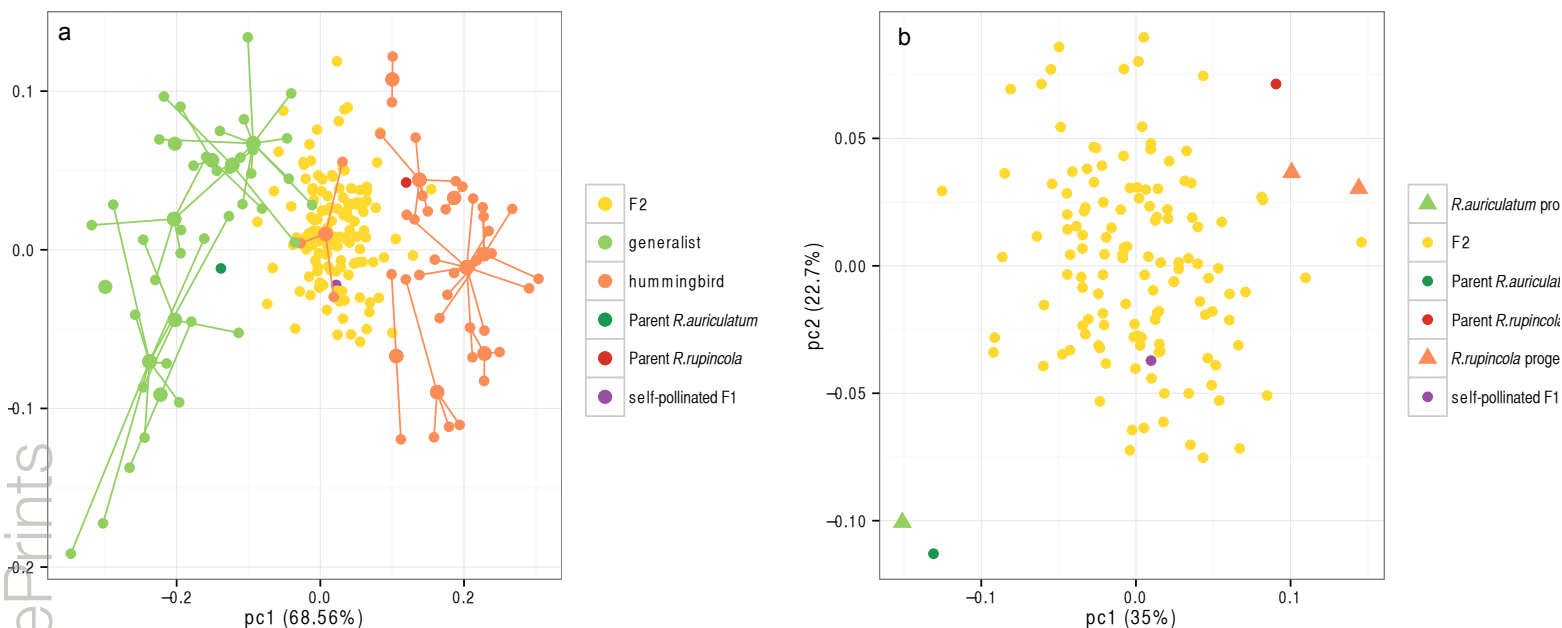 a
0.1
0.0
−0.1
−0.2
−0.2
0.0
0.2
pc1 (68.56%)
F2
generalist
hummingbird
Parent R.auriculatum
Parent R.rupincola
self-pollinated F1
ePrints
b
pc2 (22.7%)
0.05
0.00
−0.05
−0.10
−0.1
0.0
0.1
pc1 (35%)
R.auriculatum pro
F2
Parent R.auriculat
Parent R.rupincola
R.rupincola proge
self-pollinated F1